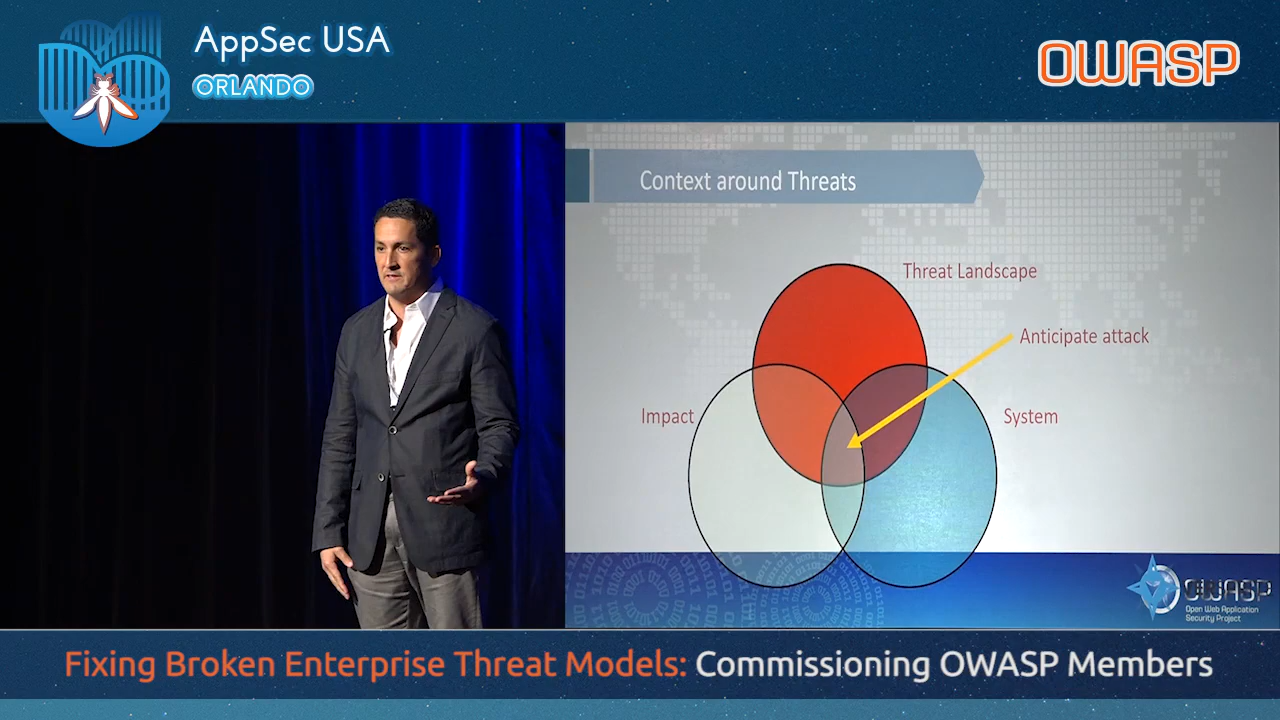 AppSec USA
ORLANDO
OWASP
Context around Threats
Threat Landscape
Anticipate attack
Impact
System
OWASP
Open Web Application
Security Project
Fixing Broken Enterprise Threat Models: Commissioning OWASP Members